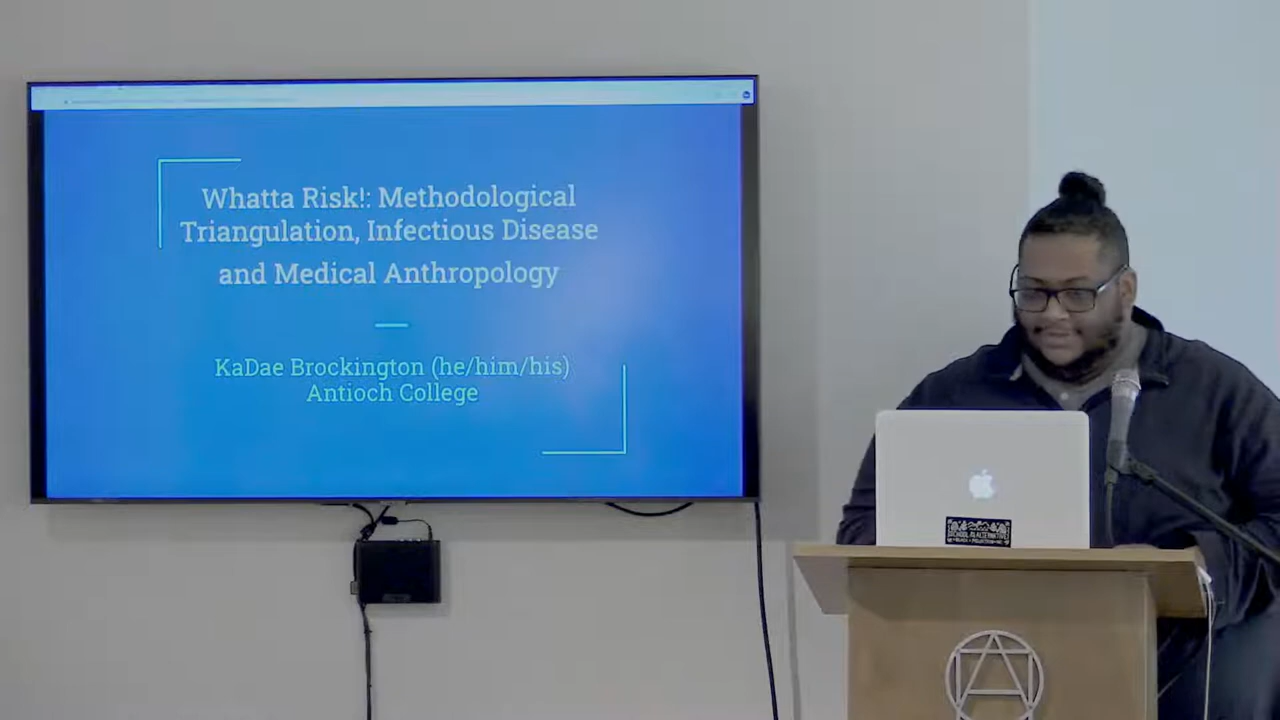 Whatta Risk!: Methodological
Triangulation, Infectious Disease
and Medical Anthropology
KaDae Brockington (he/him/his)
Antioch College